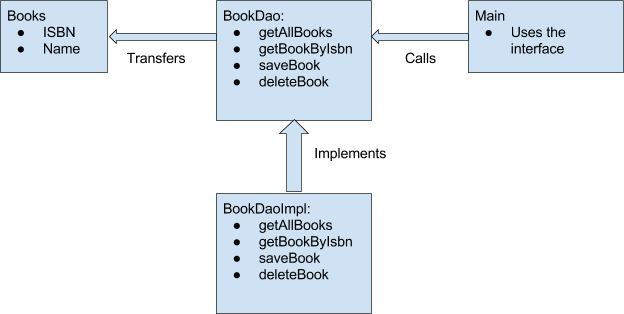 Books
● ISBN
● Name
Transfers
BookDao:
● getAllBooks
● getBookByIsbn
● saveBook
● deleteBook
Calls
Main
● Uses the
interface
Implements
BookDaoImpl:
● getAllBooks
● getBookByIsbn
● saveBook
● deleteBook